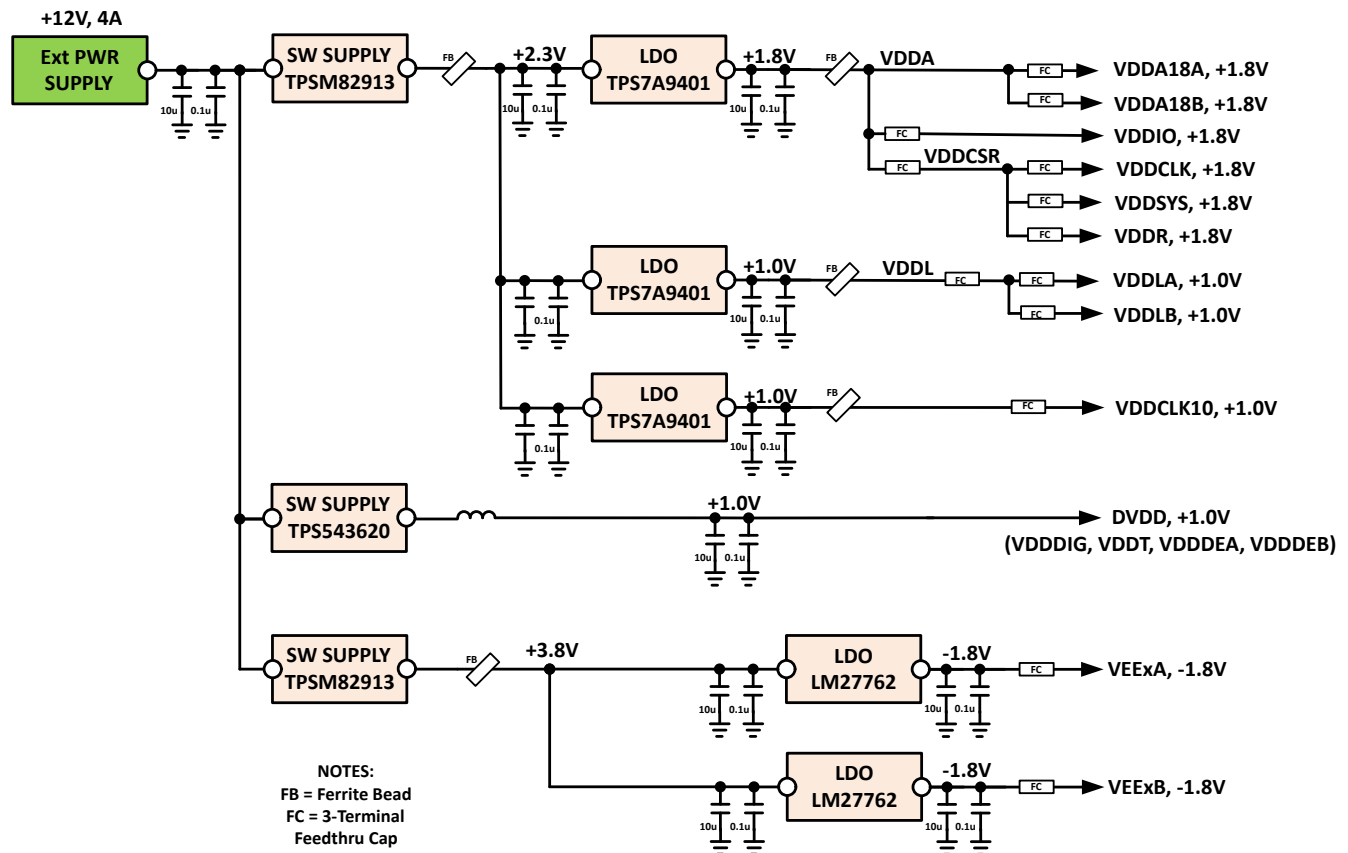 +12V, 4A
Ext PWR
SUPPLY
10u
0.1u
SW SUPPLY
TPSM82913
FB
+2.3V
10u
0.1u
LDO
TPS7A9401
+1.8V
10u
0.1u
FB
VDDA
FC
VDDA18A, +1.8V
FC
VDDA18B, +1.8V
FC
VDDIO, +1.8V
FC
VDDCSR
FC
VDDCLK, +1.8V
FC
VDDSYS, +1.8V
FC
VDDR, +1.8V
0.1u
LDO
TPS7A9401
+1.0V
10u
0.1u
FB
VDDL
FC
FC
VDDLA, +1.0V
FC
VDDLB, +1.0V
0.1u
LDO
TPS7A9401
+1.0V
10u
0.1u
FB
FC
VDDCLK10, +1.0V
SW SUPPLY
TPS543620
+1.0V
10u
0.1u
DVDD, +1.0V
(VDDDIG, VDDT, VDDDEA, VDDDEB)
SW SUPPLY
TPSM82913
FB
+3.8V
10u
0.1u
LDO
LM27762
-1.8V
10u
0.1u
FC
VEExA, -1.8V
10u
0.1u
LDO
LM27762
-1.8V
10u
0.1u
FC
VEExB, -1.8V
NOTES:
FB = Ferrite Bead
FC = 3-Terminal
Feedthru Cap